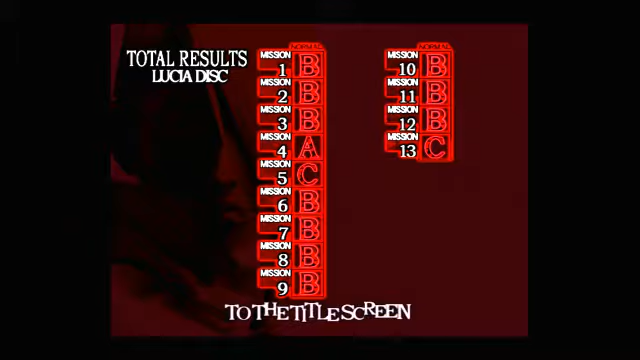 TOTAL RESULTS
LUCIA DISC
NORMAL
MISSION 1 B
MISSION 2 B
MISSION 3 B
MISSION 4 A
MISSION 5 C
MISSION 6 B
MISSION 7 B
MISSION 8 B
MISSION 9 B
NORMAL
MISSION 10 B
MISSION 11 B
MISSION 12 B
MISSION 13 C
TO THE TITLE SCREEN